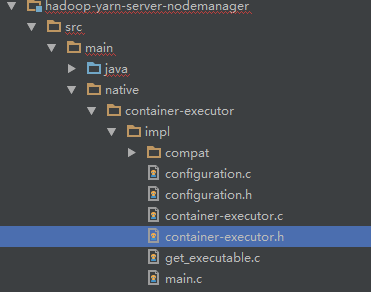 hadoop-yarn-server-nodemanager
src
main
java
native
container-executor
impl
compat
configuration.c
configuration.h
container-executor.c
container-executor.h
get_executable.c
main.c